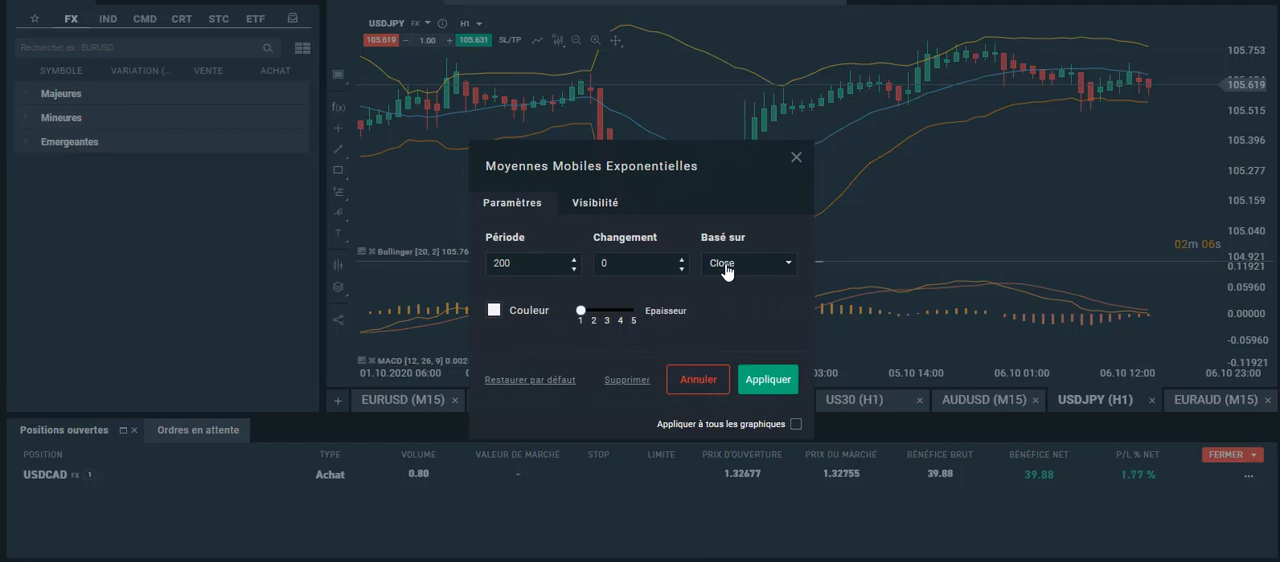 FX IND CMD CRT STC ETF
Rechercher ex : EURUSD
SYMBOLE VARIATION (... VENTE ACHAT
Majeures
Mineures
Emergeantes
USDJPY FX H1
105.619 − 1.00 + 105.631 SL/TP
f(x)
T
105.753
105.619
105.515
105.396
105.277
105.159
105.040
104.921
02m 06s
Bollinger [20, 2] 105.76
0.11921
0.05960
0.00000
-0.05960
-0.11921
MACD [12, 26, 9] 0.002
01.10.2020 06:00 03:00 05.10 14:00 06.10 01:00 06.10 12:00 06.10 23:00
Moyennes Mobiles Exponentielles
Paramètres Visibilité
Période Changement Basé sur
200 0 Close
Couleur 1 2 3 4 5 Epaisseur
Restaurer par défaut Supprimer Annuler Appliquer
Appliquer à tous les graphiques
+ EURUSD (M15) × US30 (H1) × AUDUSD (M15) × USDJPY (H1) × EURAUD (M15) ×
Positions ouvertes Ordres en attente
POSITION TYPE VOLUME VALEUR DE MARCHÉ STOP LIMITE PRIX D'OUVERTURE PRIX DU MARCHÉ BÉNÉFICE BRUT BÉNÉFICE NET P/L % NET FERMER
USDCAD FX 1 Achat 0.80 - 1.32677 1.32755 39.88 39.88 1.77 % ...